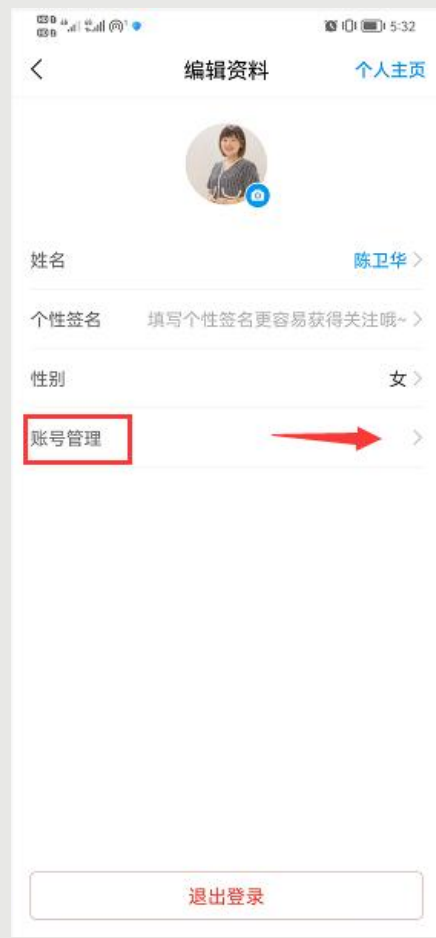 5:32
编辑资料 个人主页
姓名 陈卫华
个性签名 填写个性签名更容易获得关注哦~
性别 女
账号管理
退出登录